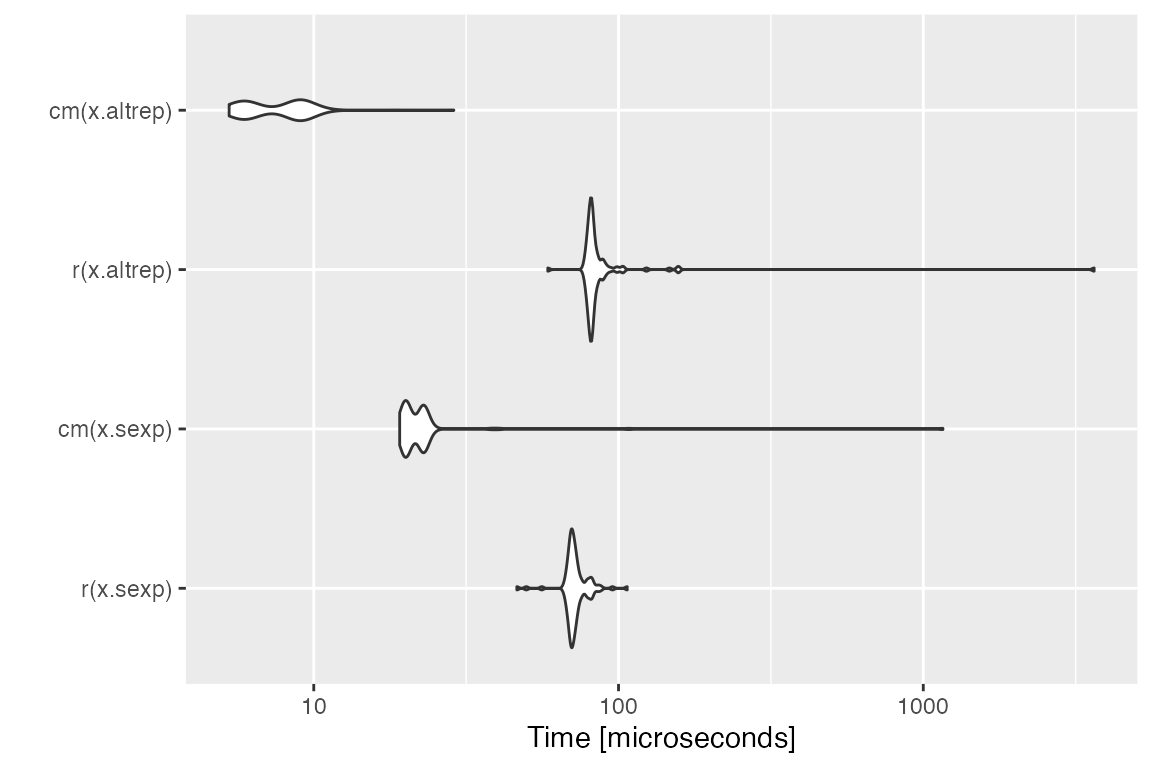 cm(x.altrep)
r(x.altrep)
cm(x.sexp)
r(x.sexp)
10 100 1000
Time [microseconds]